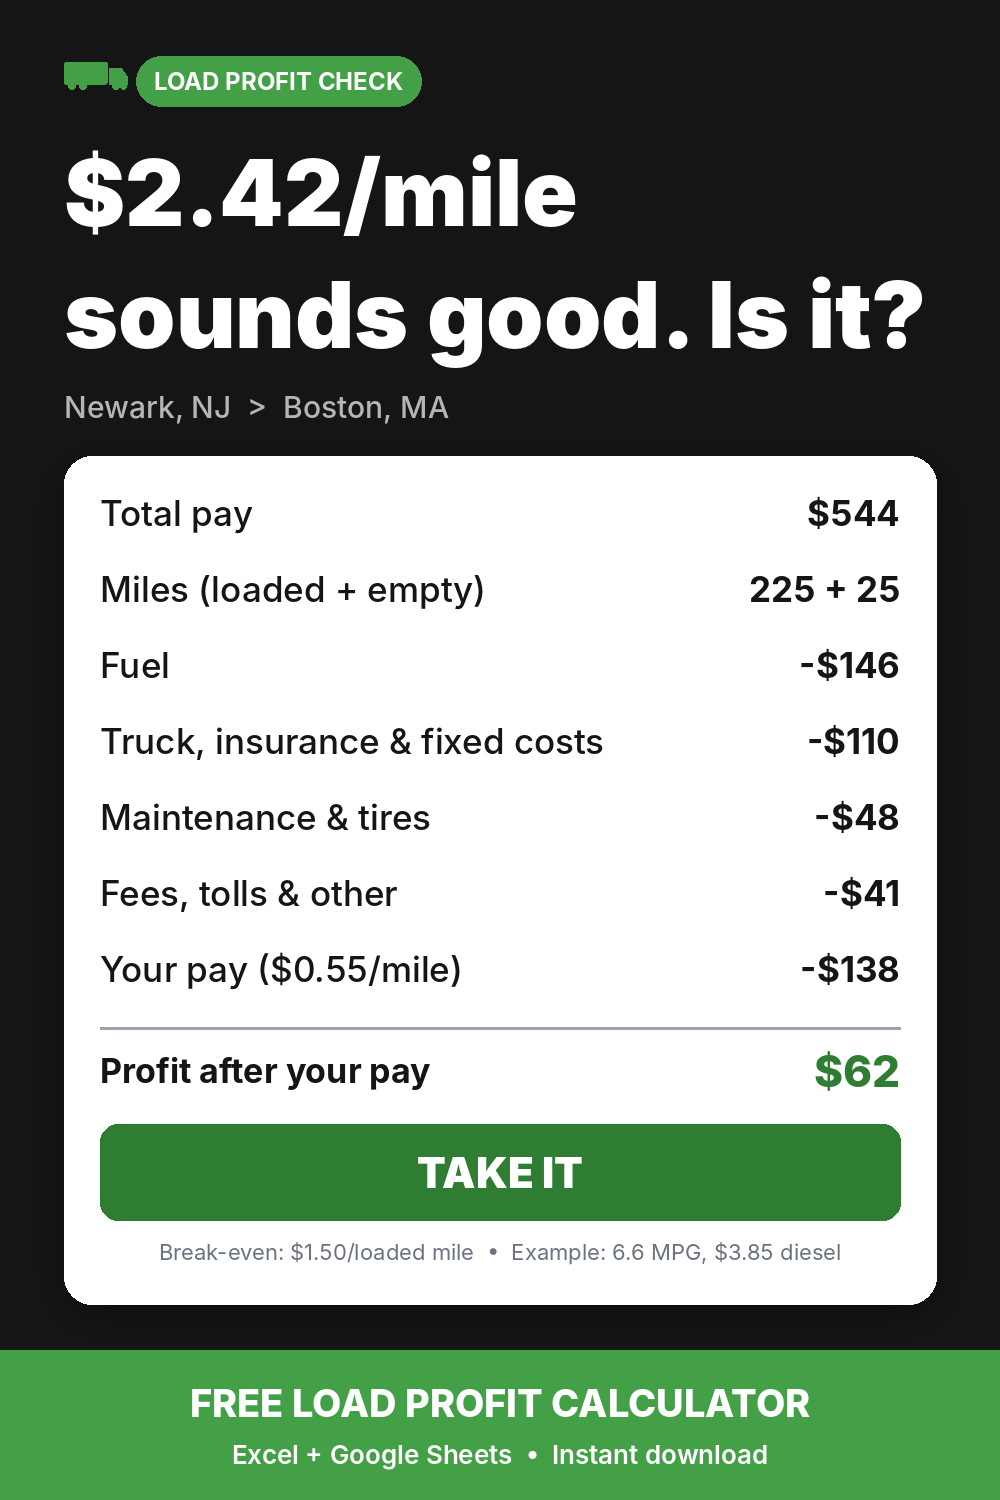 LOAD PROFIT CHECK
$2.42/mile
sounds good. Is it?
Newark, NJ > Boston, MA
Total pay $544
Miles (loaded + empty) 225 + 25
Fuel -$146
Truck, insurance & fixed costs -$110
Maintenance & tires -$48
Fees, tolls & other -$41
Your pay ($0.55/mile) -$138
Profit after your pay $62
TAKE IT
Break-even: $1.50/loaded mile • Example: 6.6 MPG, $3.85 diesel
FREE LOAD PROFIT CALCULATOR
Excel + Google Sheets • Instant download